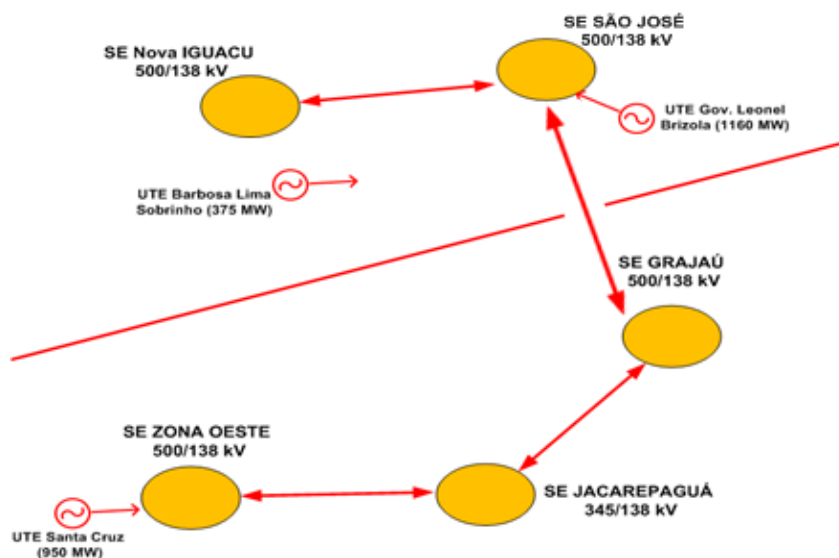 SE SÃO JOSÉ
500/138 kV
SE Nova IGUACU
500/138 kV
UTE Gov. Leonel
Brizola (1160 MW)
UTE Barbosa Lima
Sobrinho (375 MW)
SE GRAJAÚ
500/138 kV
SE ZONA OESTE
500/138 kV
SE JACAREPAGUÁ
345/138 kV
UTE Santa Cruz
(950 MW)